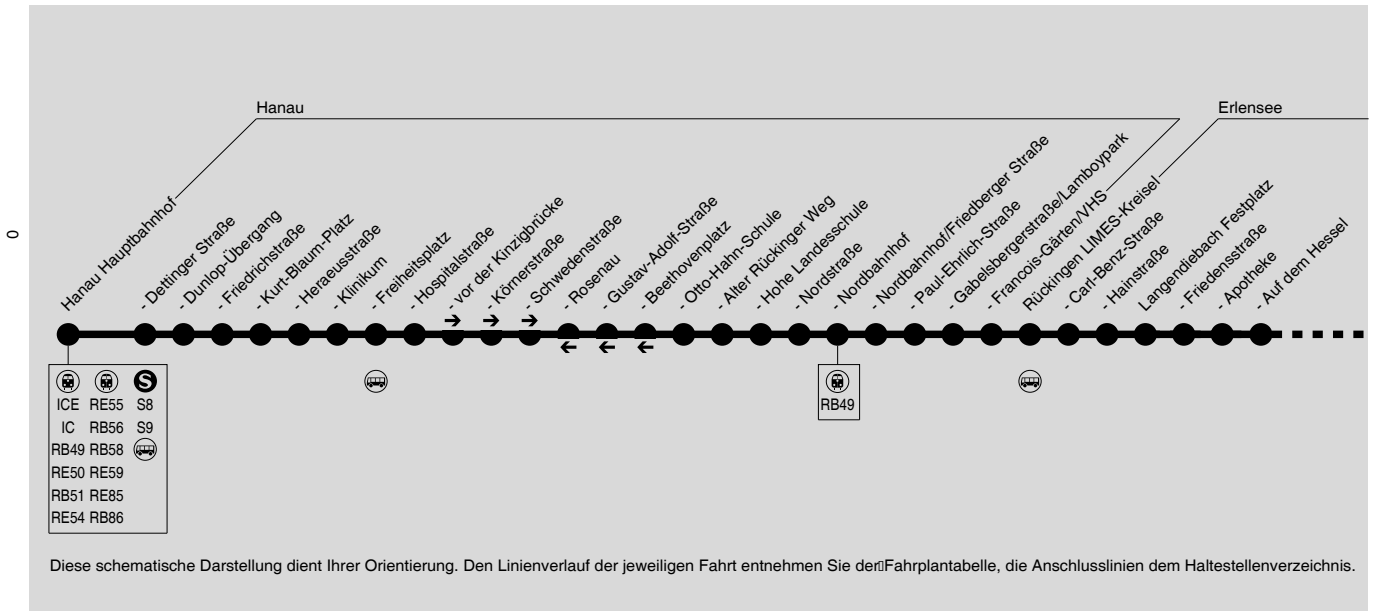 Hanau
Erlensee
Hanau Hauptbahnhof
- Dettinger Straße
- Dunlop-Übergang
- Friedrichstraße
- Kurt-Blaum-Platz
- Heraeusstraße
- Klinikum
- Freiheitsplatz
- Hospitalstraße
- vor der Kinzigbrücke
- Körnerstraße
- Schwedenstraße
- Rosenau
- Gustav-Adolf-Straße
- Beethovenplatz
- Otto-Hahn-Schule
- Alter Rückinger Weg
- Hohe Landesschule
- Nordstraße
- Nordbahnhof
- Nordbahnhof/Friedberger Straße
- Paul-Ehrlich-Straße
- Gabelsbergerstraße/Lamboypark
- Francois-Gärten/VHS
Rückingen LIMES-Kreisel
- Carl-Benz-Straße
- Hainstraße
Langendiebach Festplatz
- Friedensstraße
- Apotheke
- Auf dem Hessel
0
S
ICE RE55 S8
IC RB56 S9
RB49 RB58
RE50 RE59
RB51 RE85
RE54 RB86
RB49
Diese schematische Darstellung dient Ihrer Orientierung. Den Linienverlauf der jeweiligen Fahrt entnehmen Sie der Fahrplantabelle, die Anschlusslinien dem Haltestellenverzeichnis.